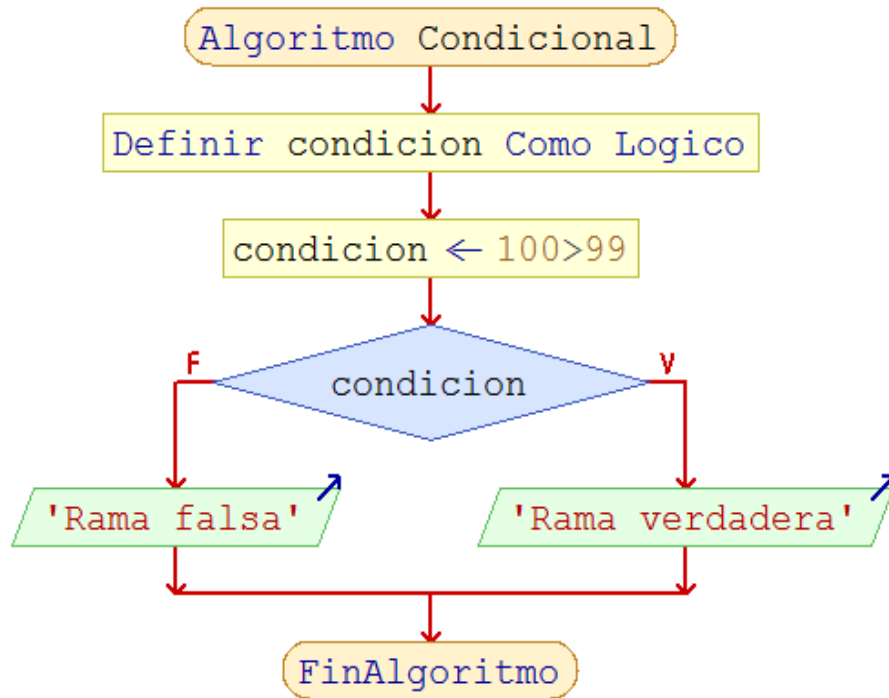 Algoritmo Condicional
Definir condicion Como Logico
condicion ← 100>99
F
V
condicion
'Rama falsa'
'Rama verdadera'
FinAlgoritmo